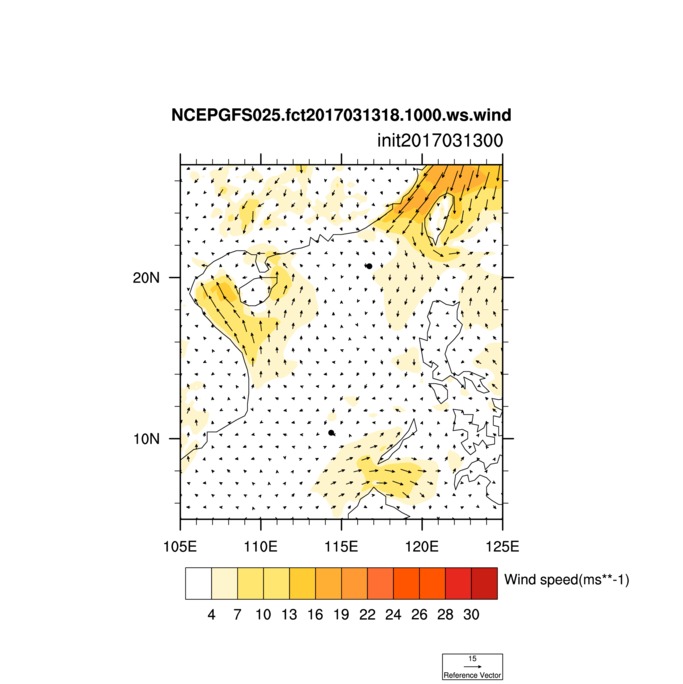 NCEPGFS025.fct2017031318.1000.ws.wind
init2017031300
20N
10N
105E 110E 115E 120E 125E
Wind speed(ms**-1)
4 7 10 13 16 19 22 24 26 28 30
15
Reference Vector